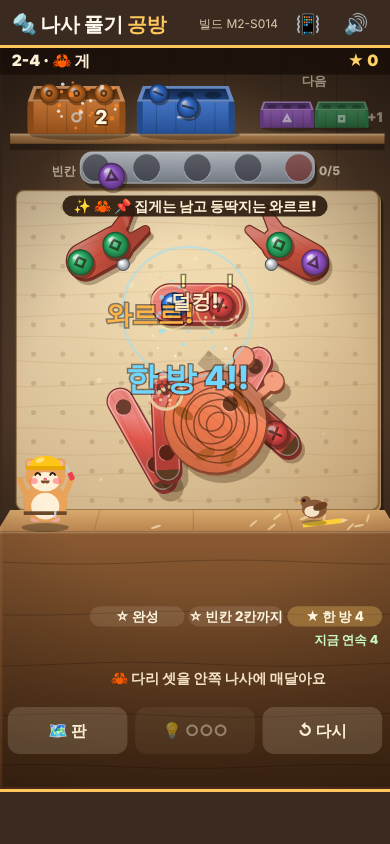 나사 풀기 공방
빌드 M2-S014
2-4 · 게
★ 0
다음
2
+1
빈칸
0/5
집게는 남고 등딱지는 와르르!
덜컹!
와르르!
한 방 4!!
☆ 완성
☆ 빈칸 2칸까지
★ 한 방 4
지금 연속 4
다리 셋을 안쪽 나사에 매달아요
판
다시